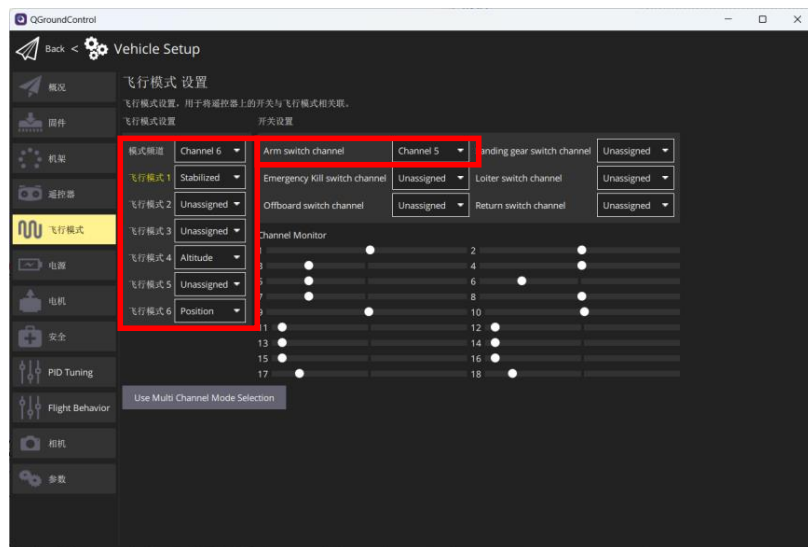 QGroundControl
Back < Vehicle Setup
概况
固件
机架
遥控器
飞行模式
电源
电机
安全
PID Tuning
Flight Behavior
相机
参数
飞行模式 设置
飞行模式设置，用于将遥控器上的开关与飞行模式相关联。
飞行模式设置 开关设置
模式频道 Channel 6
飞行模式 1 Stabilized
飞行模式 2 Unassigned
飞行模式 3 Unassigned
飞行模式 4 Altitude
飞行模式 5 Unassigned
飞行模式 6 Position
Arm switch channel Channel 5 anding gear switch channel Unassigned
Emergency Kill switch channel Unassigned Loiter switch channel Unassigned
Offboard switch channel Unassigned Return switch channel Unassigned
Channel Monitor
2
4
6
8
10
11 12
13 14
15 16
17 18
Use Multi Channel Mode Selection